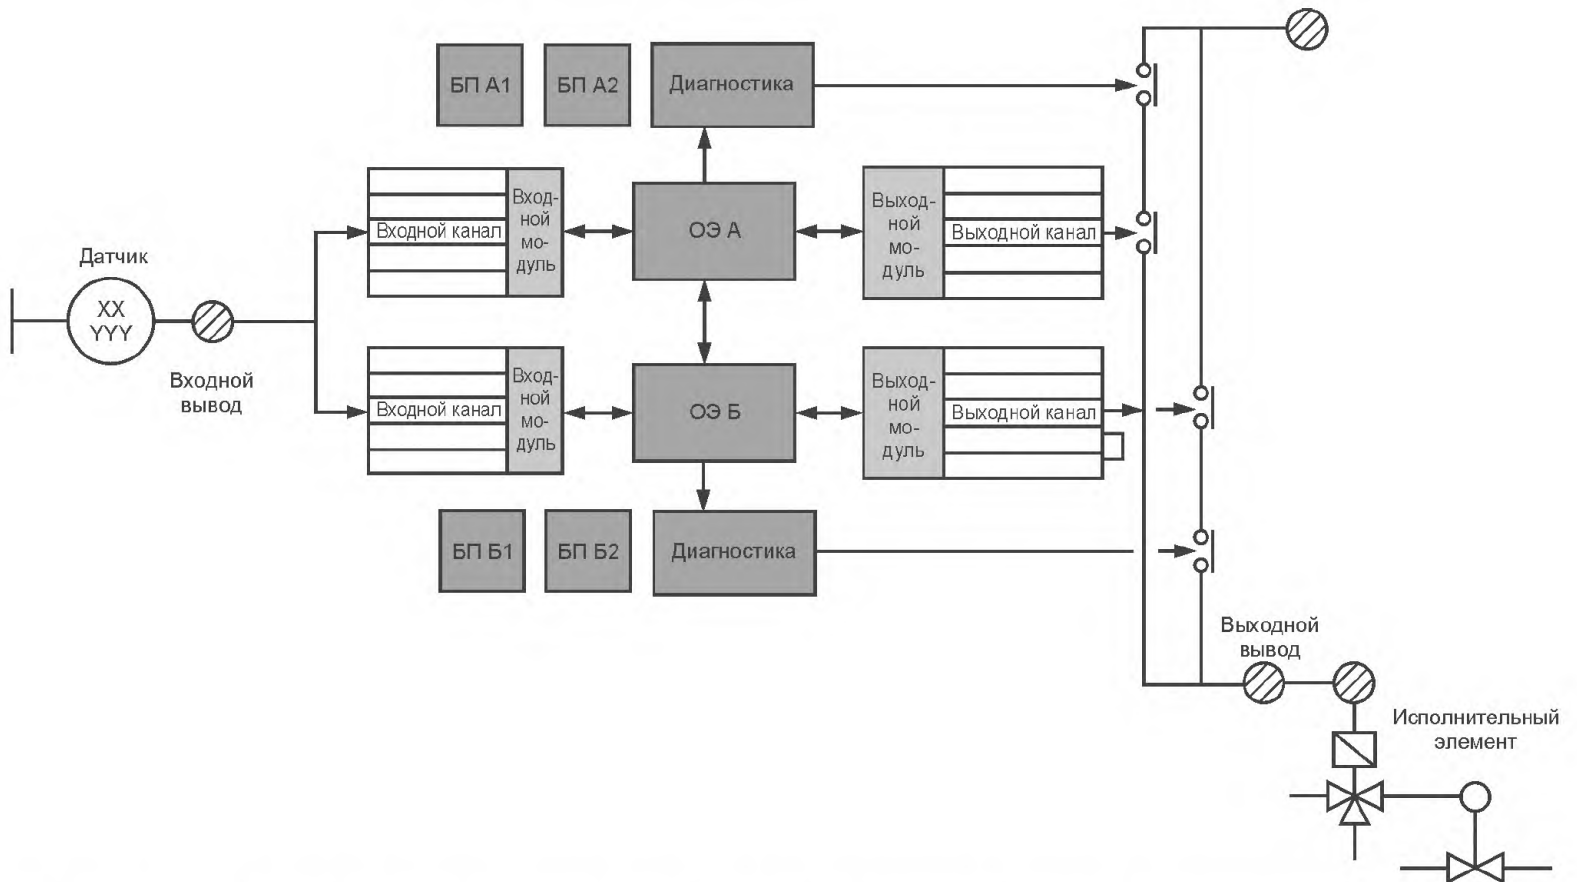 БП А1
БП А2
Диагностика
Вход-
ной
мо-
дуль
Входной канал
ОЭ А
Выход-
ной
мо-
дуль
Выходной канал
Датчик
XX
YYY
Входной
вывод
Вход-
ной
мо-
дуль
Входной канал
ОЭ Б
Выход-
ной
мо-
дуль
Выходной канал
БП Б1
БП Б2
Диагностика
Выходной
вывод
Исполнительный
элемент